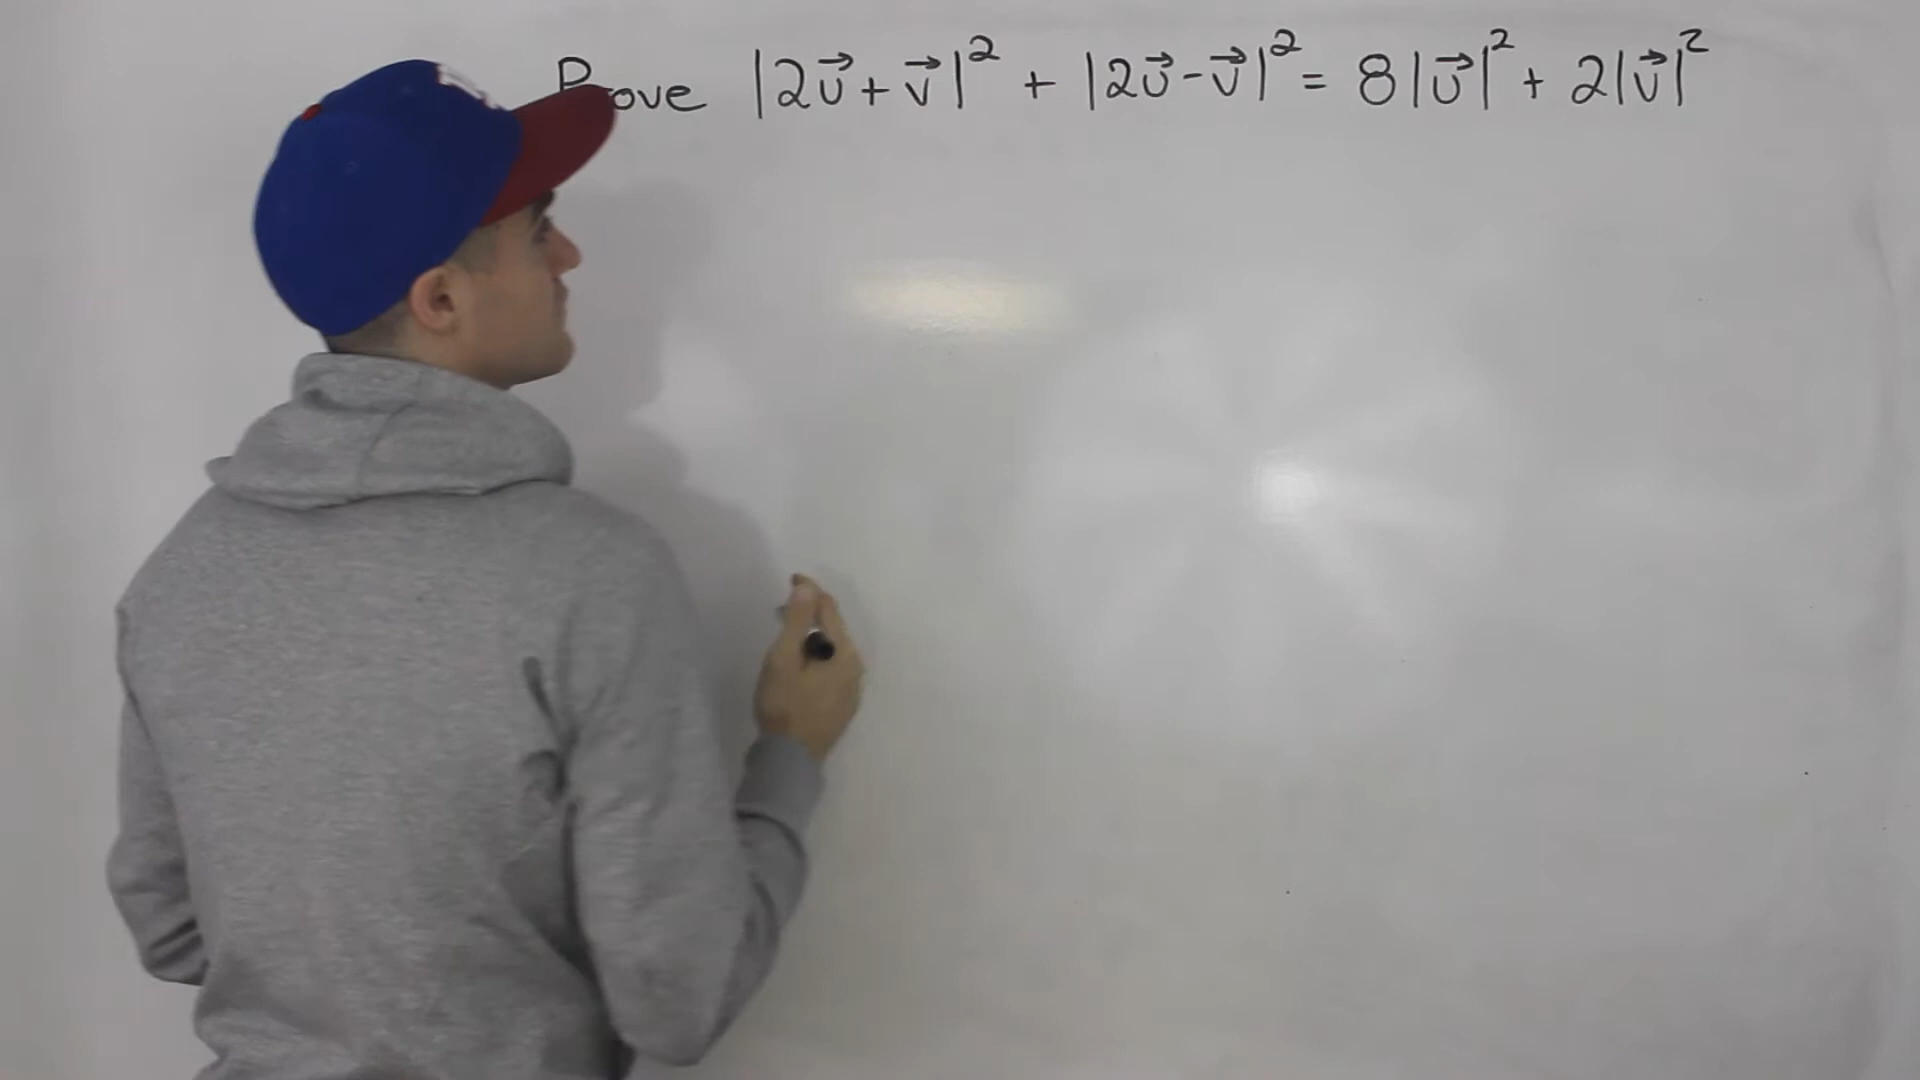 Prove |2u⃗ + v⃗|² + |2u⃗ - v⃗|² = 8|u⃗|² + 2|v⃗|²